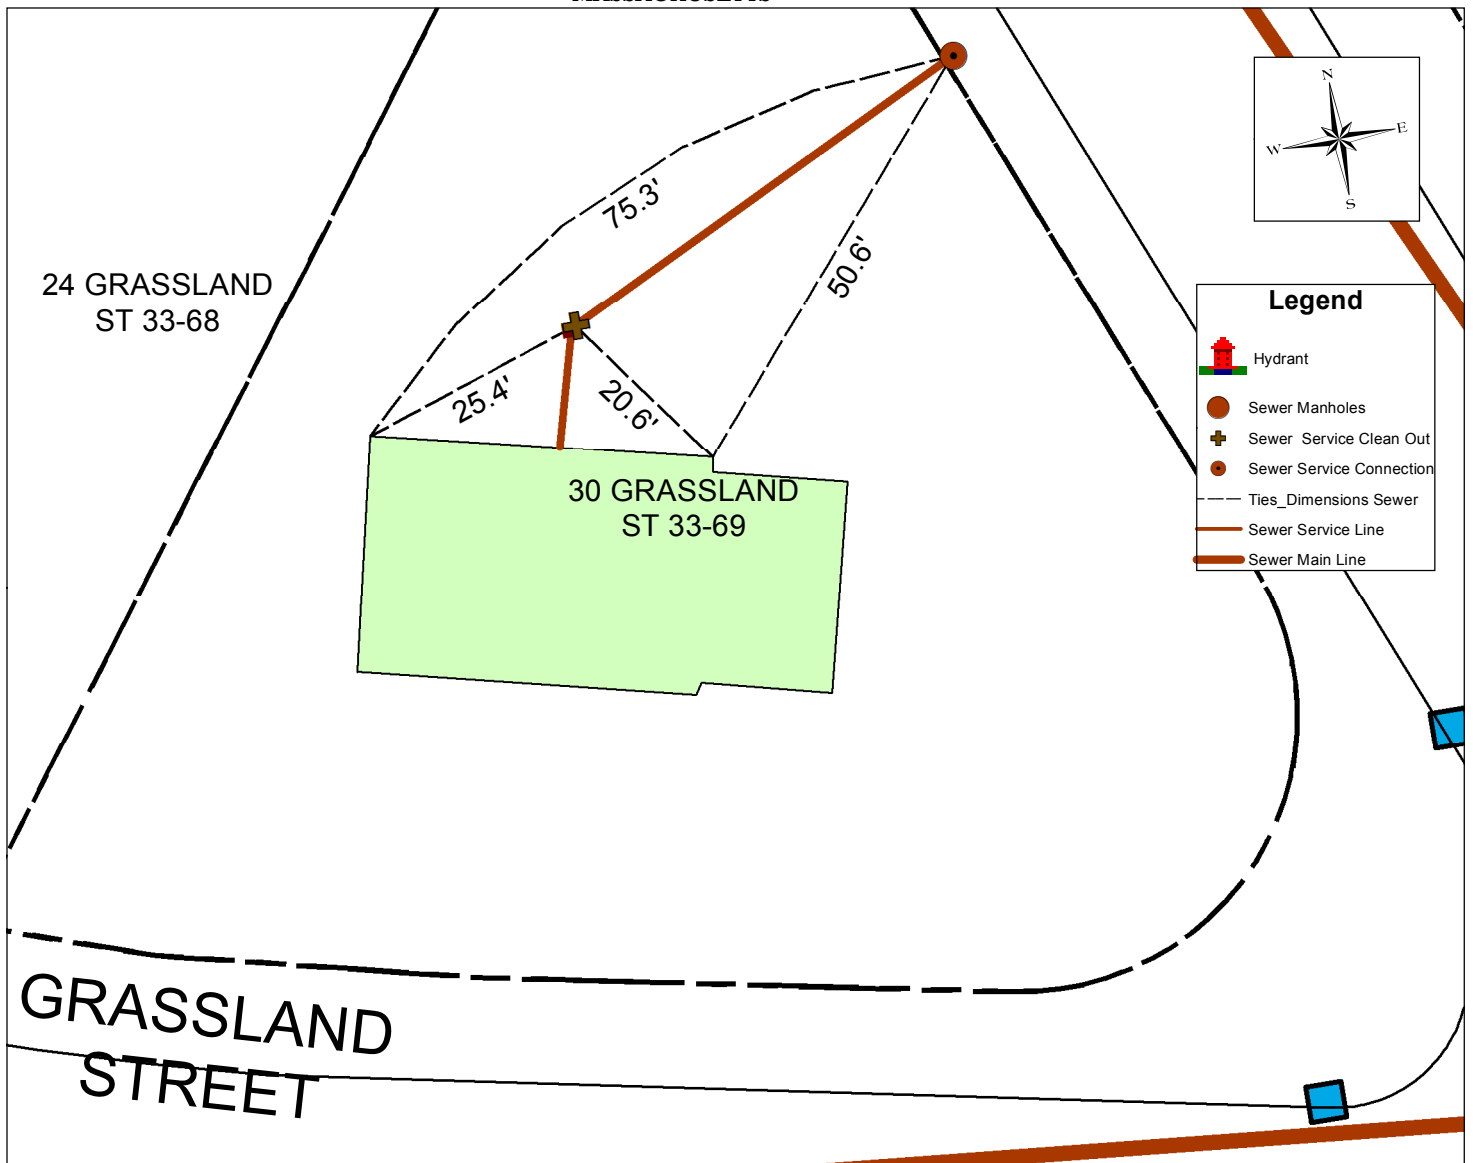 N
W
E
S
75.3'
24 GRASSLAND
ST 33-68
50.6'
Legend
Hydrant
Sewer Manholes
Sewer Service Clean Out
Sewer Service Connection
Ties_Dimensions Sewer
Sewer Service Line
Sewer Main Line
25.4'
20.6'
30 GRASSLAND
ST 33-69
GRASSLAND
STREET